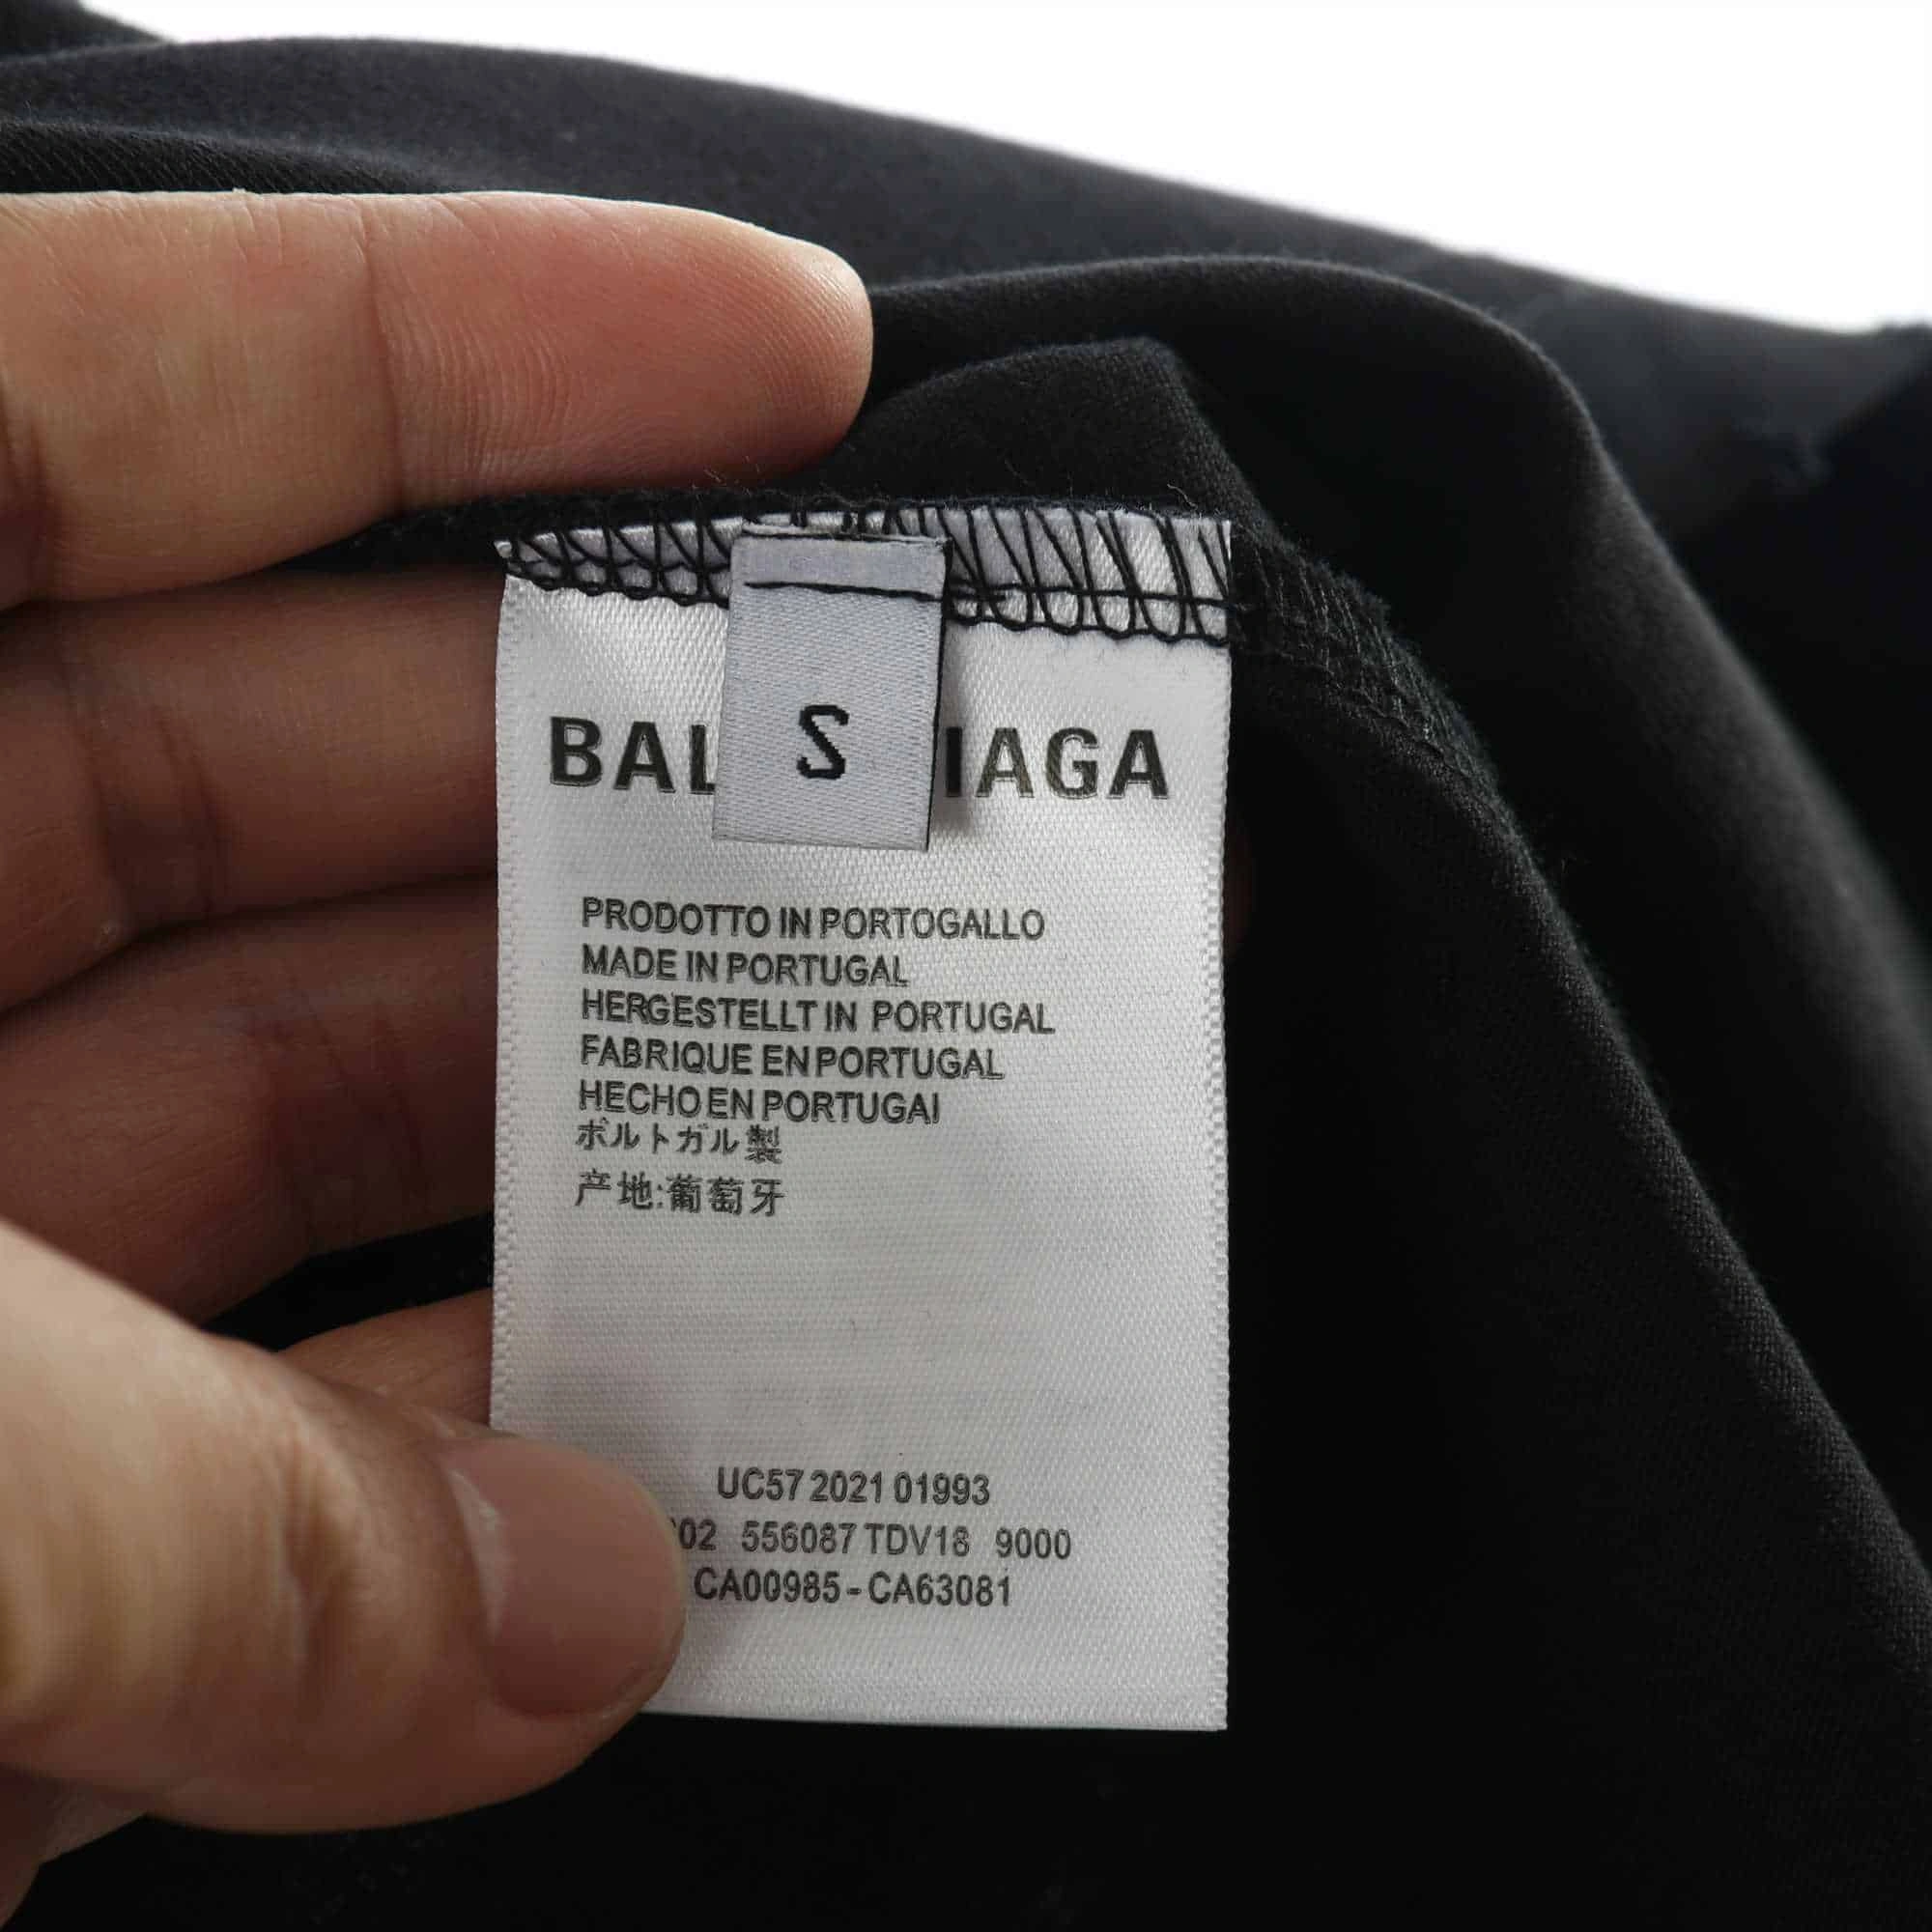 S
BAL IAGA
PRODOTTO IN PORTOGALLO
MADE IN PORTUGAL
HERGESTELLT IN PORTUGAL
FABRIQUE EN PORTUGAL
HECHO EN PORTUGAI
ボルトガル製
产地:葡萄牙
UC57 2021 01993
02 556087 TDV18 9000
CA00985-CA63081